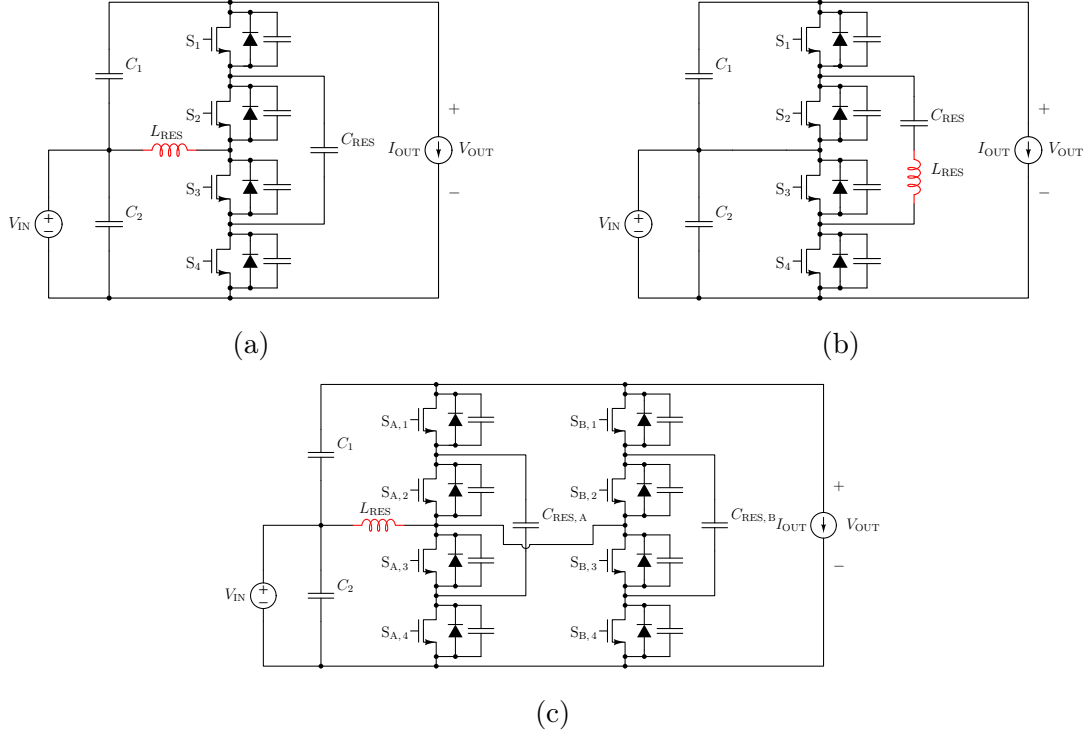 S1
C1
S2
+
LRES
CRES
IOUT
VOUT
S3
−
VIN
C2
S4
(a)
S1
C1
S2
+
CRES
IOUT
VOUT
S3
LRES
−
VIN
C2
S4
(b)
SA, 1
SB, 1
C1
SA, 2
SB, 2
+
LRES
CRES, A
CRES, B
IOUT
VOUT
SA, 3
SB, 3
−
VIN
C2
SA, 4
SB, 4
(c)